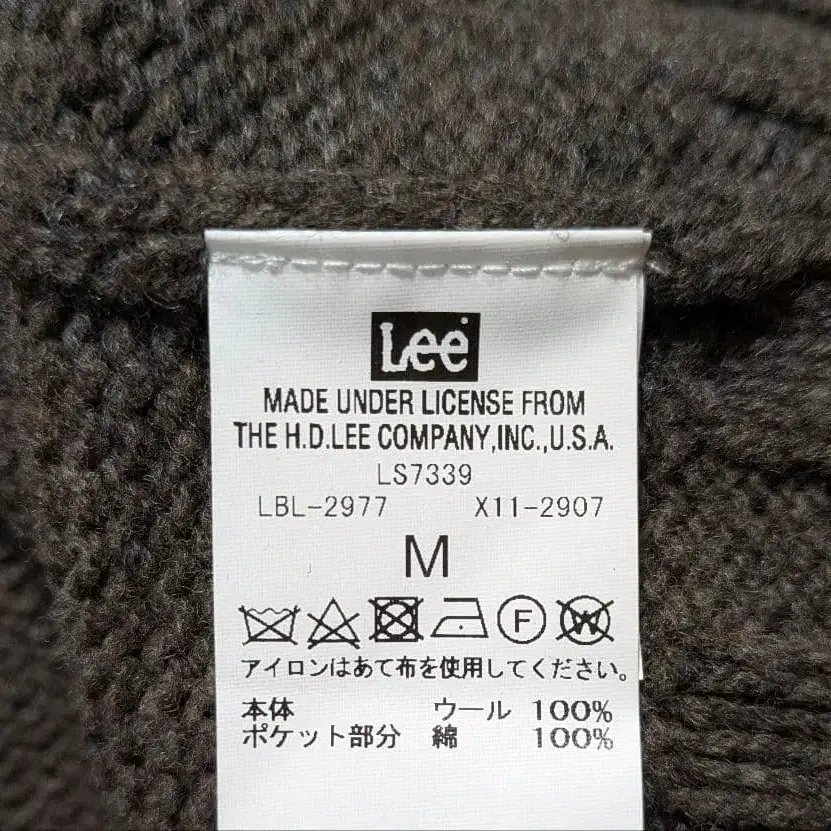 Lee
MADE UNDER LICENSE FROM
THE H.D.LEE COMPANY,INC.,U.S.A.
LS7339
LBL-2977 X11-2907
M
F W
アイロンはあて布を使用してください。
本体 ウール 100%
ポケット部分 綿 100%